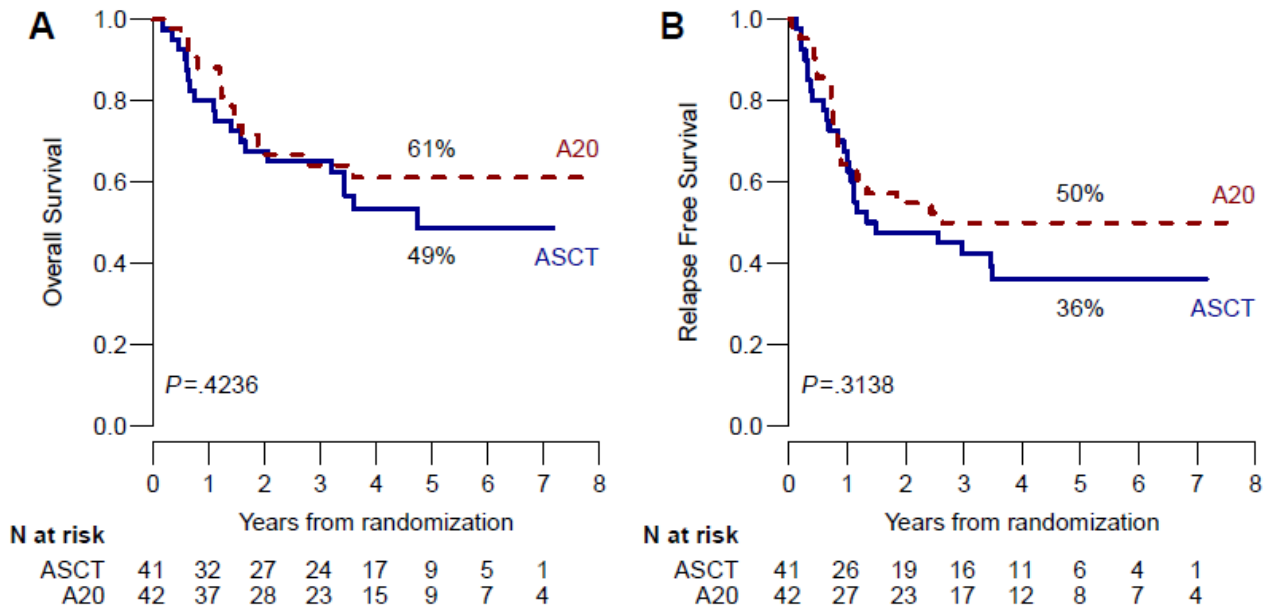 A
Overall Survival
1.0
0.8
0.6
0.4
0.2
0.0
61%
A20
49%
ASCT
P=.4236
0 1 2 3 4 5 6 7 8
Years from randomization
N at risk
ASCT 41 32 27 24 17 9 5 1
A20 42 37 28 23 15 9 7 4
B
Relapse Free Survival
1.0
0.8
0.6
0.4
0.2
0.0
50%
A20
36%
ASCT
P=.3138
0 1 2 3 4 5 6 7 8
Years from randomization
N at risk
ASCT 41 26 19 16 11 6 4 1
A20 42 27 23 17 12 8 7 4